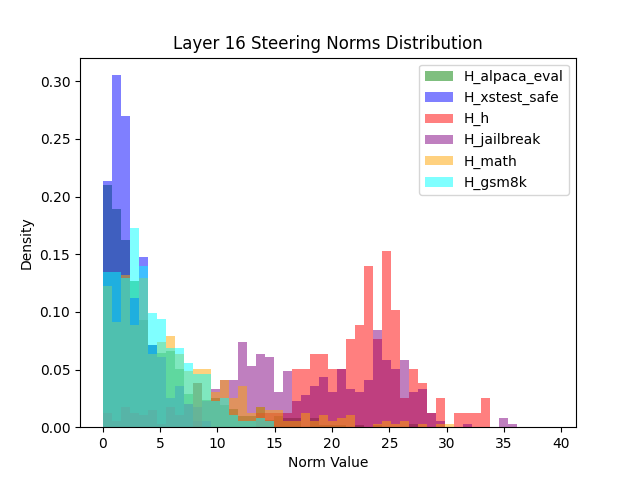 Layer 16 Steering Norms Distribution
H_alpaca_eval
H_xstest_safe
H_h
H_jailbreak
H_math
H_gsm8k
0.30
0.25
0.20
0.15
0.10
0.05
0.00
Density
0 5 10 15 20 25 30 35 40
Norm Value